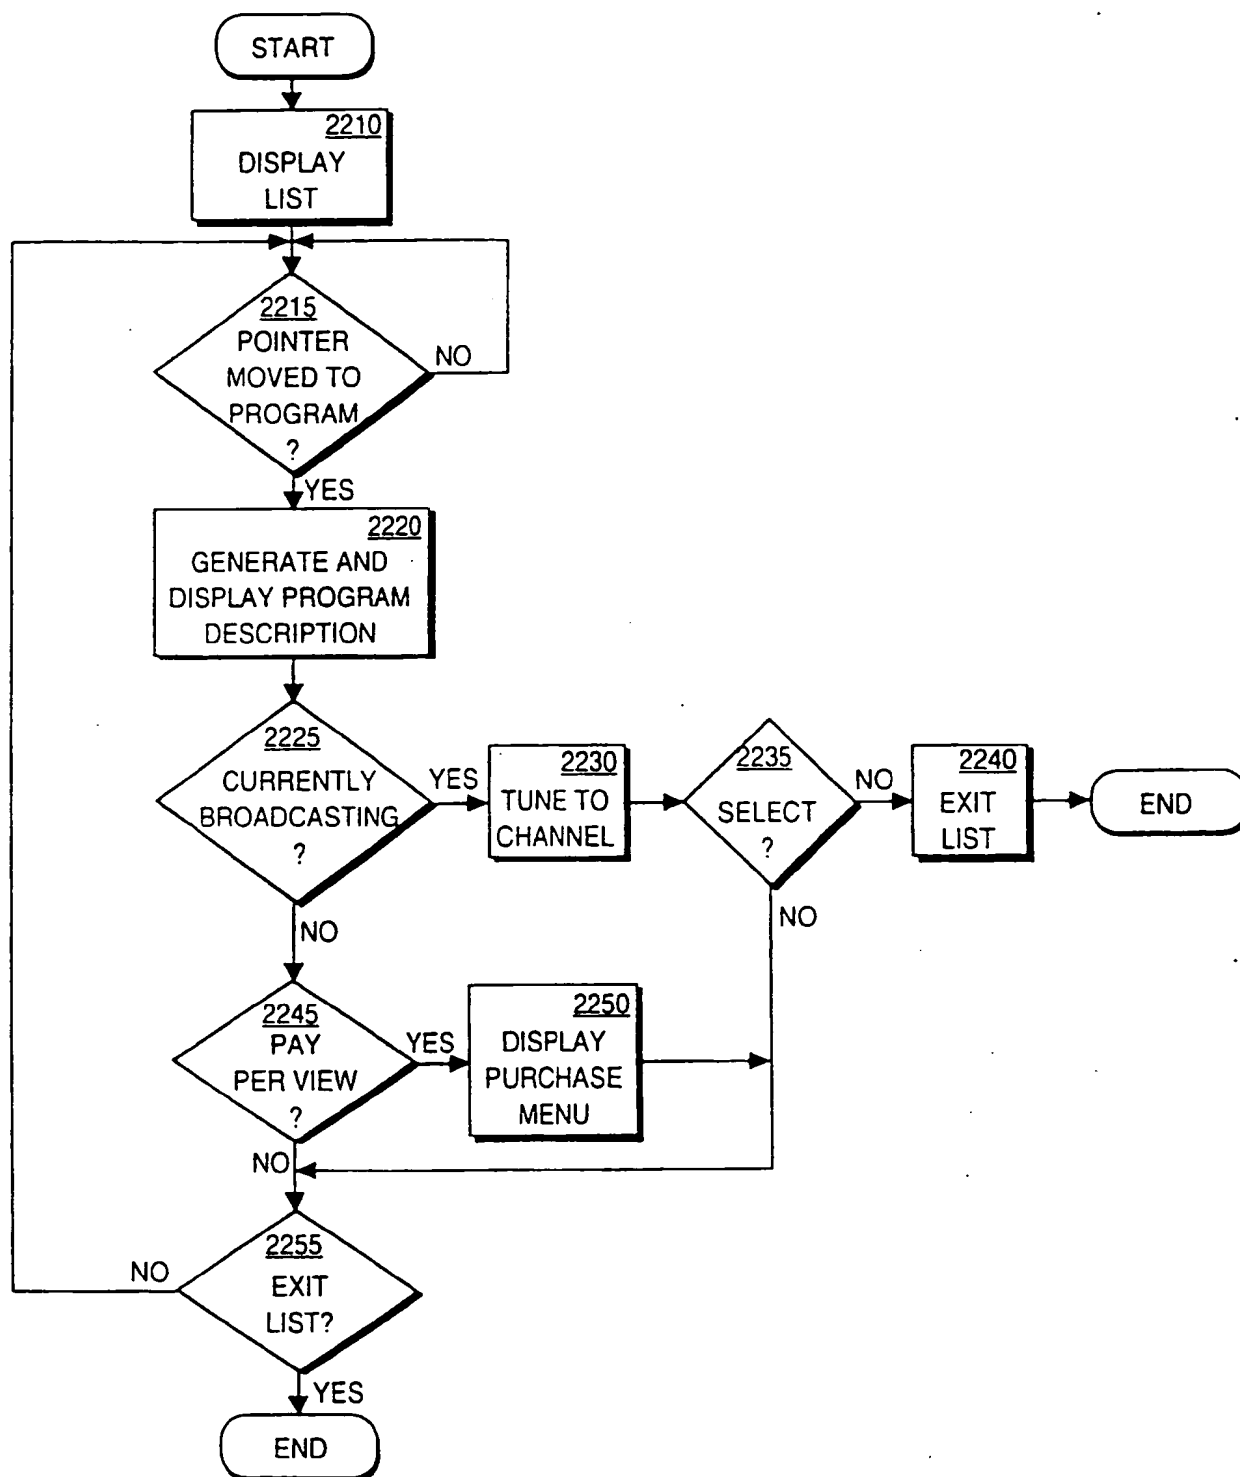 START
2210
DISPLAY
LIST
2215
POINTER
MOVED TO
PROGRAM
?
NO
YES
2220
GENERATE AND
DISPLAY PROGRAM
DESCRIPTION
2225
CURRENTLY
BROADCASTING
?
YES
2230
TUNE TO
CHANNEL
2235
SELECT
?
NO
2240
EXIT
LIST
END
NO
NO
2245
PAY
PER VIEW
?
YES
2250
DISPLAY
PURCHASE
MENU
NO
2255
EXIT
LIST?
NO
YES
END